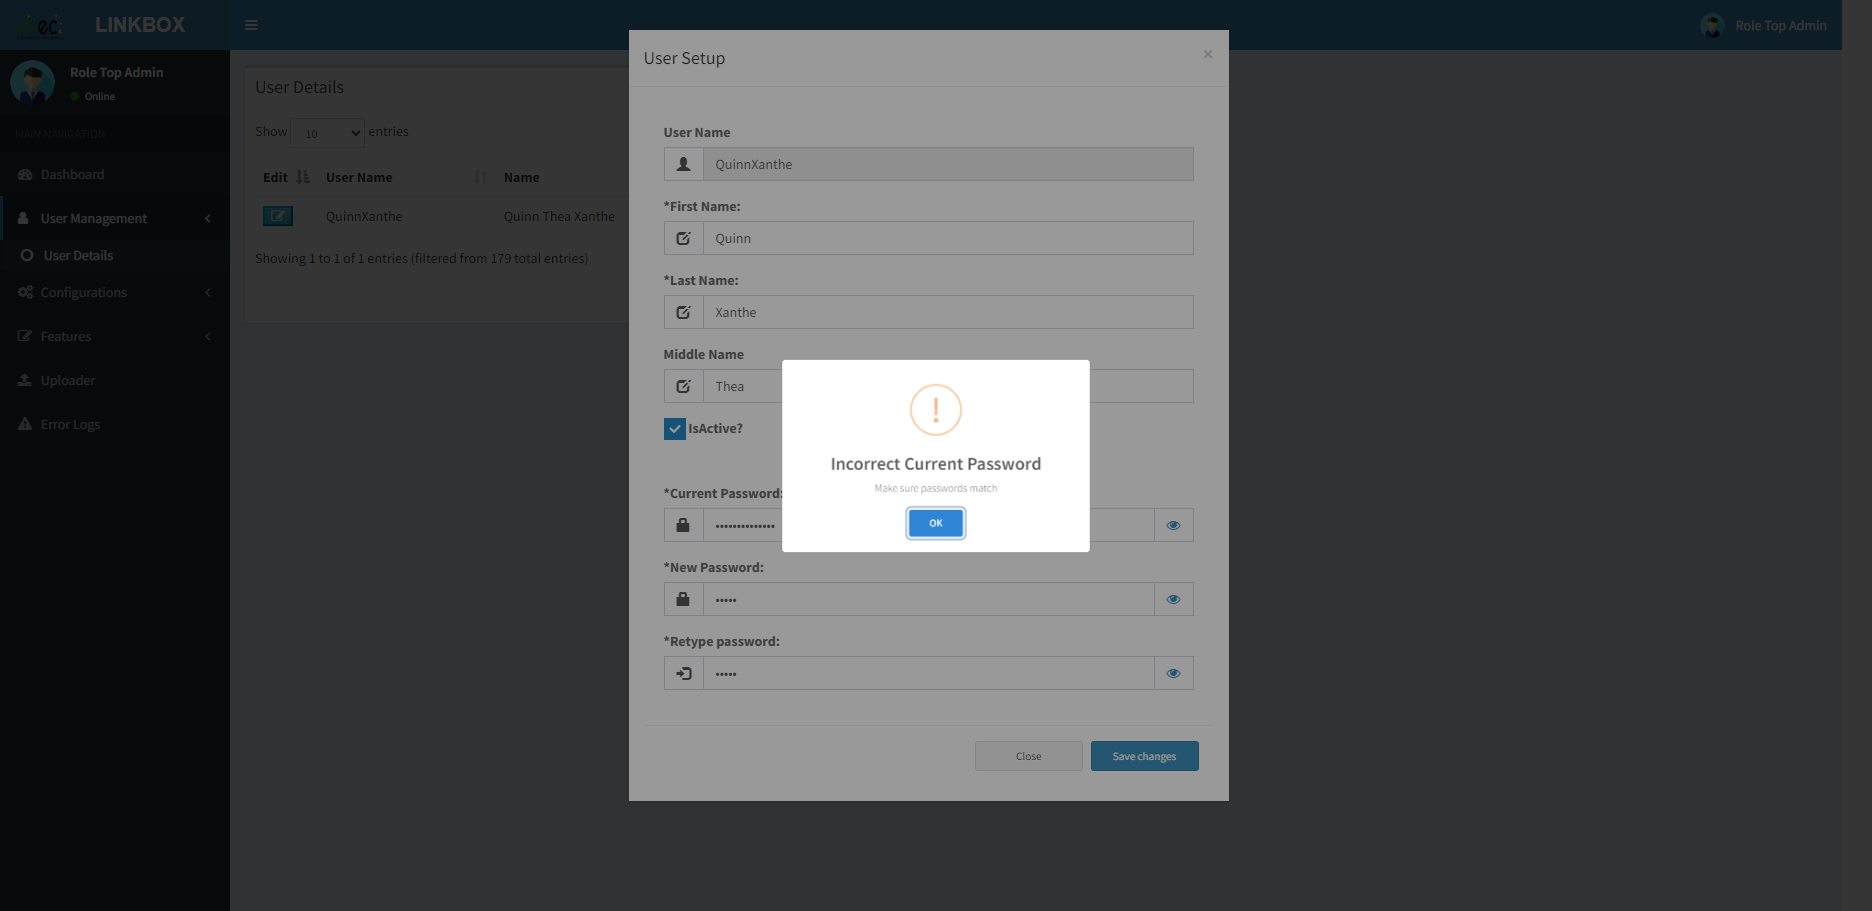 ec
LINKBOX
Role Top Admin
Role Top Admin
Online
MAIN NAVIGATION
Dashboard
User Management
User Details
Configurations
Features
Uploader
Error Logs
User Details
Show 10 entries
Edit User Name Name
QuinnXanthe Quinn Thea Xanthe
Showing 1 to 1 of 1 entries (filtered from 179 total entries)
User Setup ×
User Name
QuinnXanthe
*First Name:
Quinn
*Last Name:
Xanthe
Middle Name
Thea
IsActive?
*Current Password:
••••••••••••••
*New Password:
•••••
*Retype password:
•••••
Close Save changes
!
Incorrect Current Password
Make sure passwords match
OK